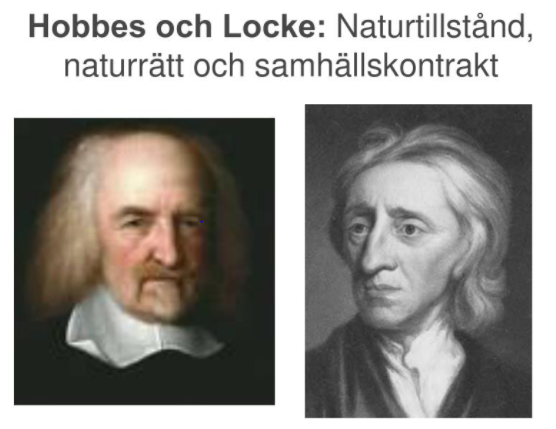 Hobbes och Locke: Naturtillstånd,
naturrätt och samhällskontrakt